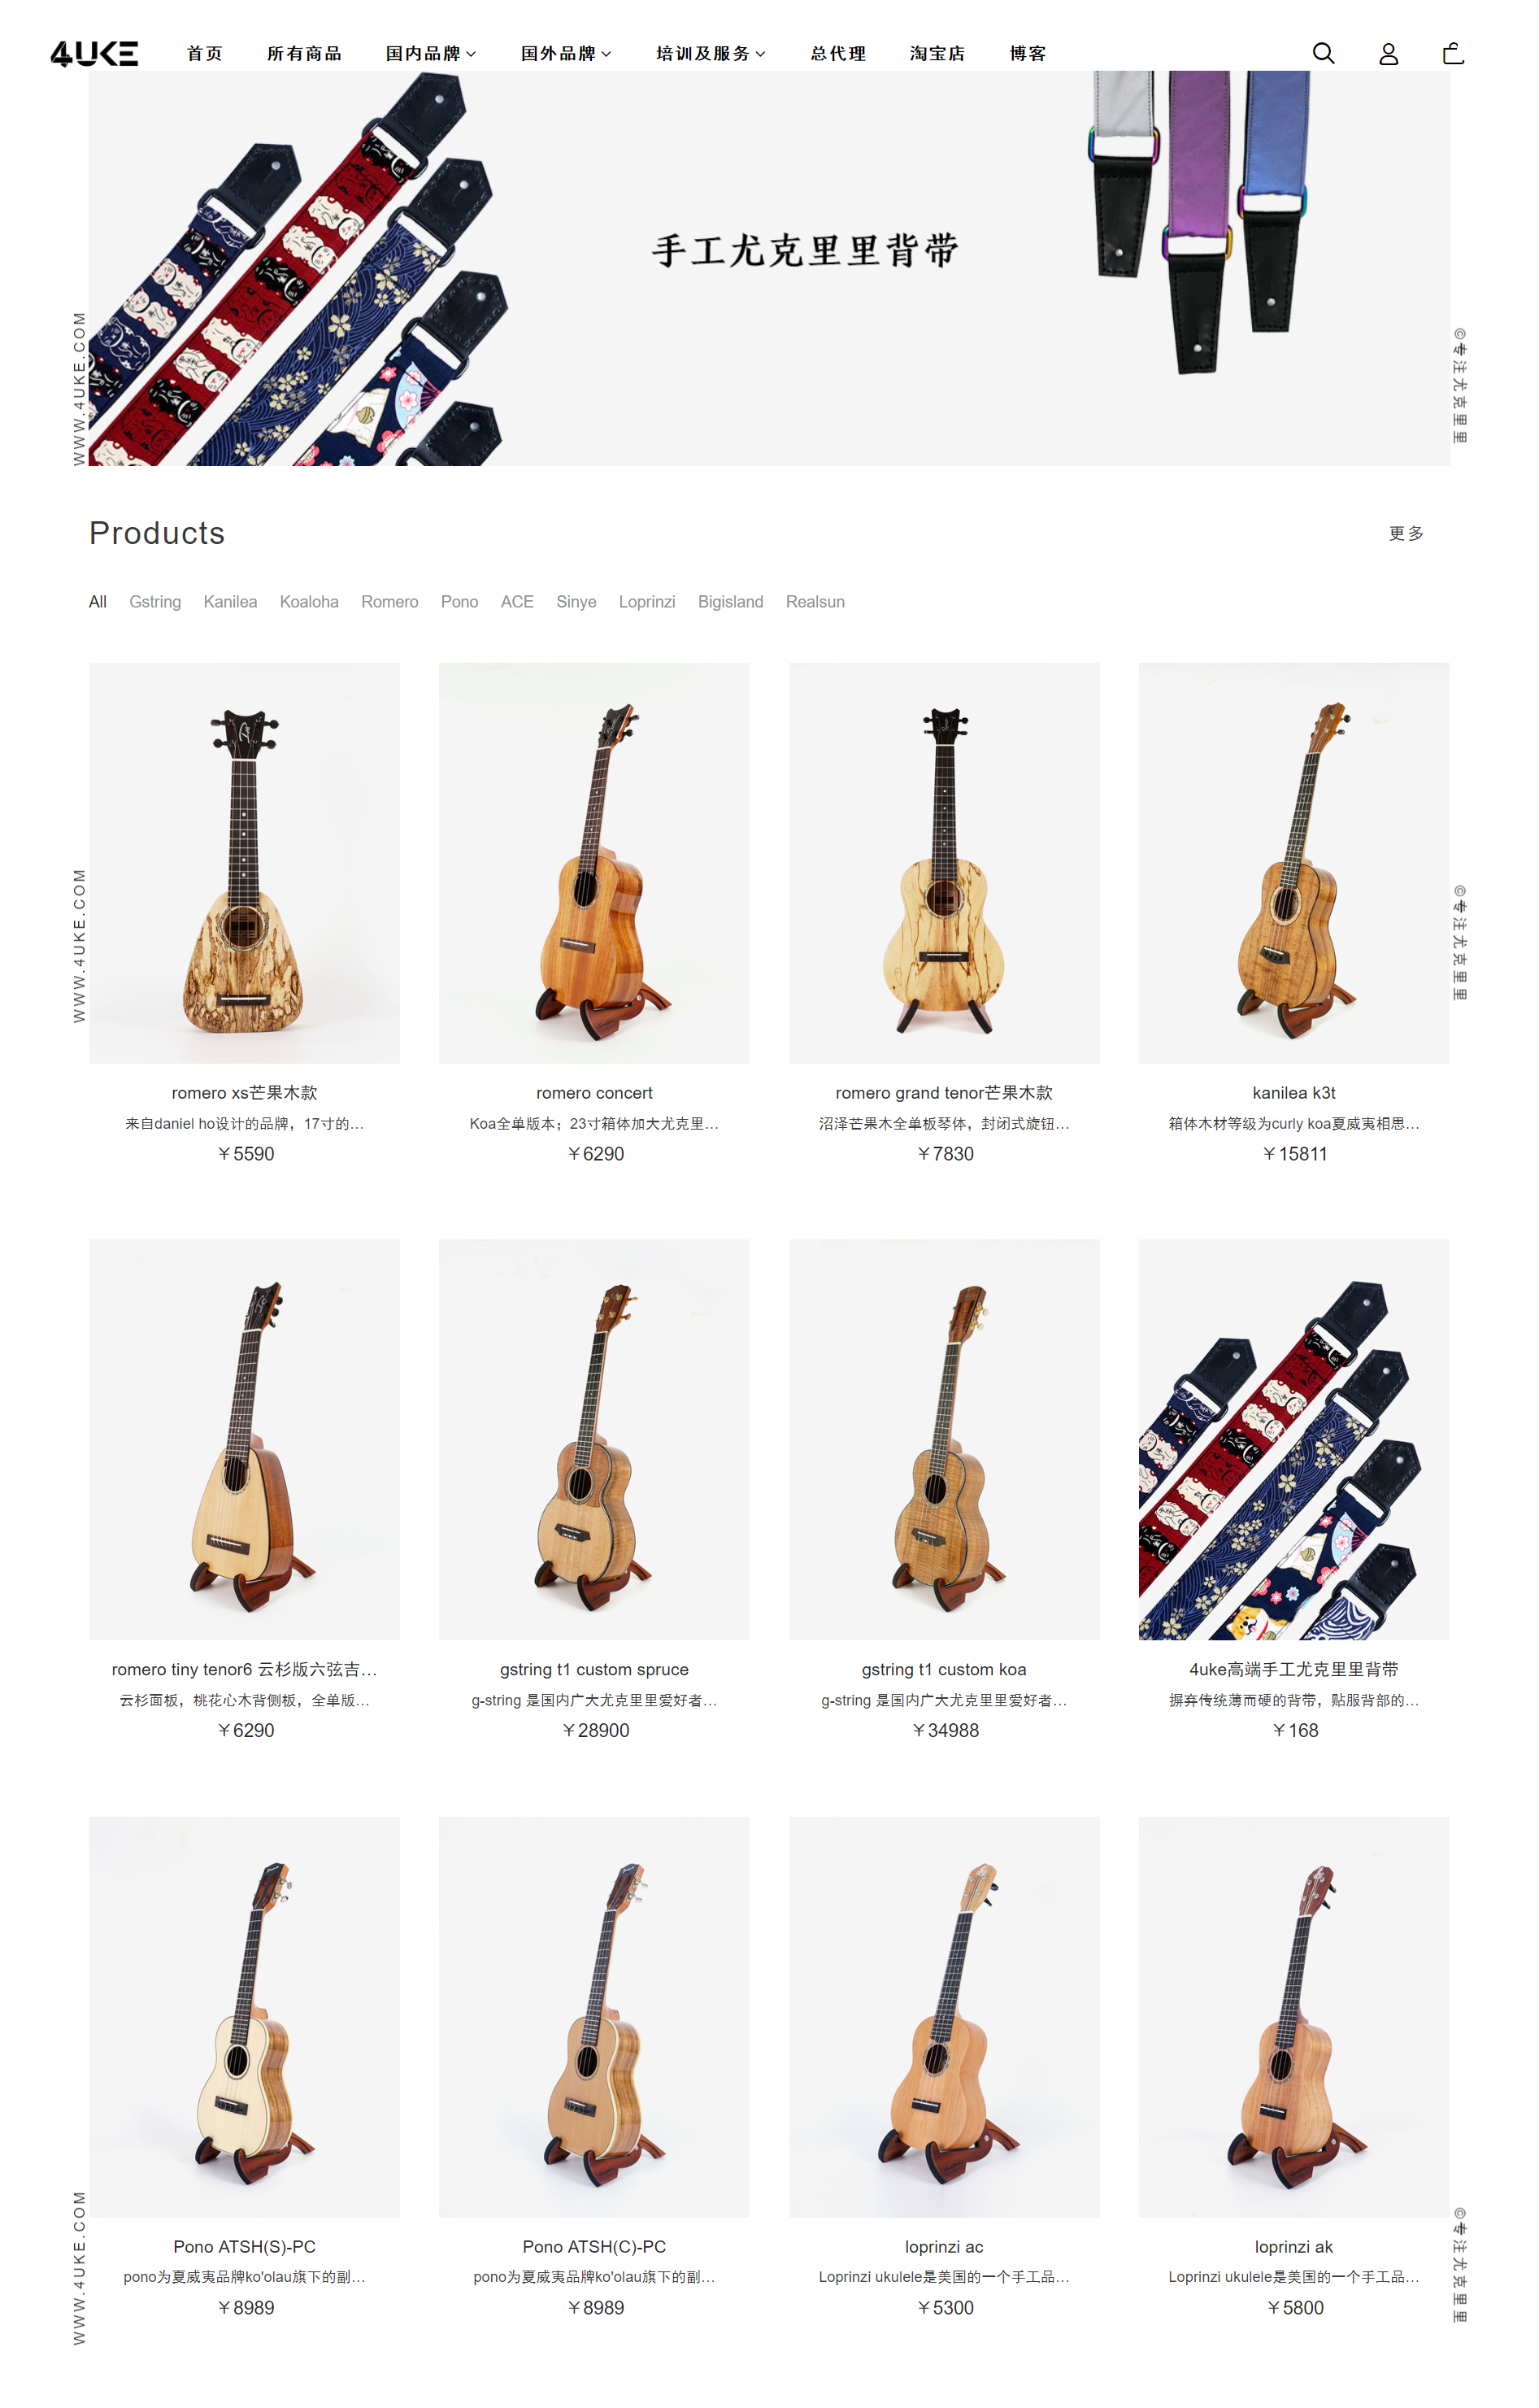 4UKE
首页 所有商品 国内品牌 国外品牌 培训及服务 总代理 淘宝店 博客
手工尤克里里背带
WWW.4UKE.COM
©专注尤克里里
Products
更多
All Gstring Kanilea Koaloha Romero Pono ACE Sinye Loprinzi Bigisland Realsun
WWW.4UKE.COM
©专注尤克里里
romero xs芒果木款
来自daniel ho设计的品牌，17寸的...
￥5590
romero concert
Koa全单版本；23寸箱体加大尤克里...
￥6290
romero grand tenor芒果木款
沼泽芒果木全单板琴体，封闭式旋钮...
￥7830
kanilea k3t
箱体木材等级为curly koa夏威夷相思...
￥15811
romero tiny tenor6 云杉版六弦吉...
云杉面板，桃花心木背侧板，全单版...
￥6290
gstring t1 custom spruce
g-string 是国内广大尤克里里爱好者...
￥28900
gstring t1 custom koa
g-string 是国内广大尤克里里爱好者...
￥34988
4uke高端手工尤克里里背带
摒弃传统薄而硬的背带，贴服背部的...
￥168
Pono ATSH(S)-PC
pono为夏威夷品牌ko'olau旗下的副...
￥8989
Pono ATSH(C)-PC
pono为夏威夷品牌ko'olau旗下的副...
￥8989
loprinzi ac
Loprinzi ukulele是美国的一个手工品...
￥5300
loprinzi ak
Loprinzi ukulele是美国的一个手工品...
￥5800
WWW.4UKE.COM
©专注尤克里里